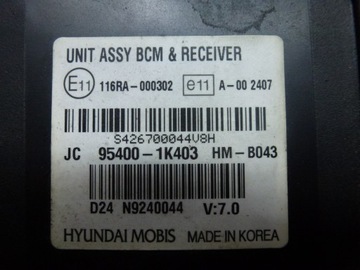 UNIT ASSY BCM & RECEIVER
E11 116RA-000302 e11 A-00 2407
S426700044V8H
JC 95400-1K403 HM-B043
D24 N9240044 V:7.0
HYUNDAI MOBIS MADE IN KOREA